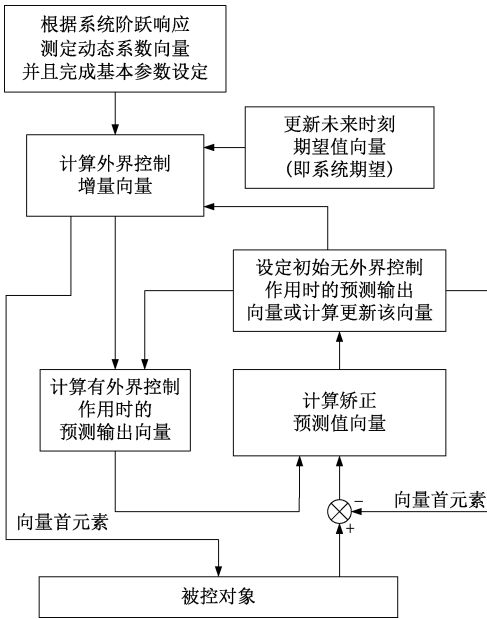 根据系统阶跃响应
测定动态系数向量
并且完成基本参数设定
更新未来时刻
期望值向量
(即系统期望)
计算外界控制
增量向量
设定初始无外界控制
作用时的预测输出
向量或计算更新该向量
计算有外界控制
作用时的
预测输出向量
计算矫正
预测值向量
−
向量首元素
+
向量首元素
被控对象